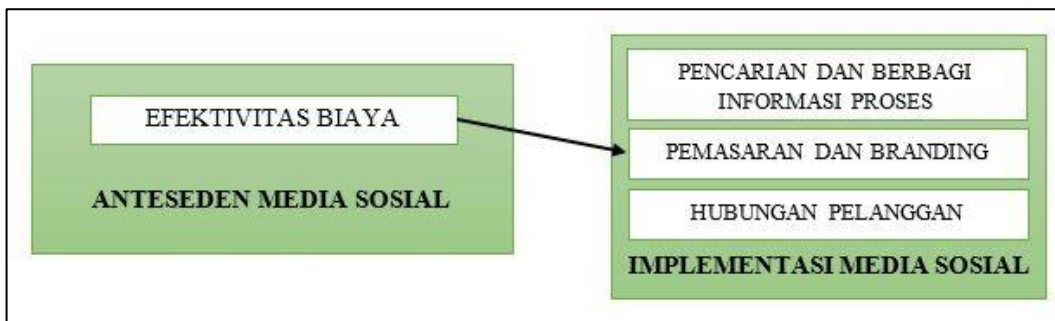 EFEKTIVITAS BIAYA
ANTESEDEN MEDIA SOSIAL
PENCARIAN DAN BERBAGI
INFORMASI PROSES
PEMASARAN DAN BRANDING
HUBUNGAN PELANGGAN
IMPLEMENTASI MEDIA SOSIAL